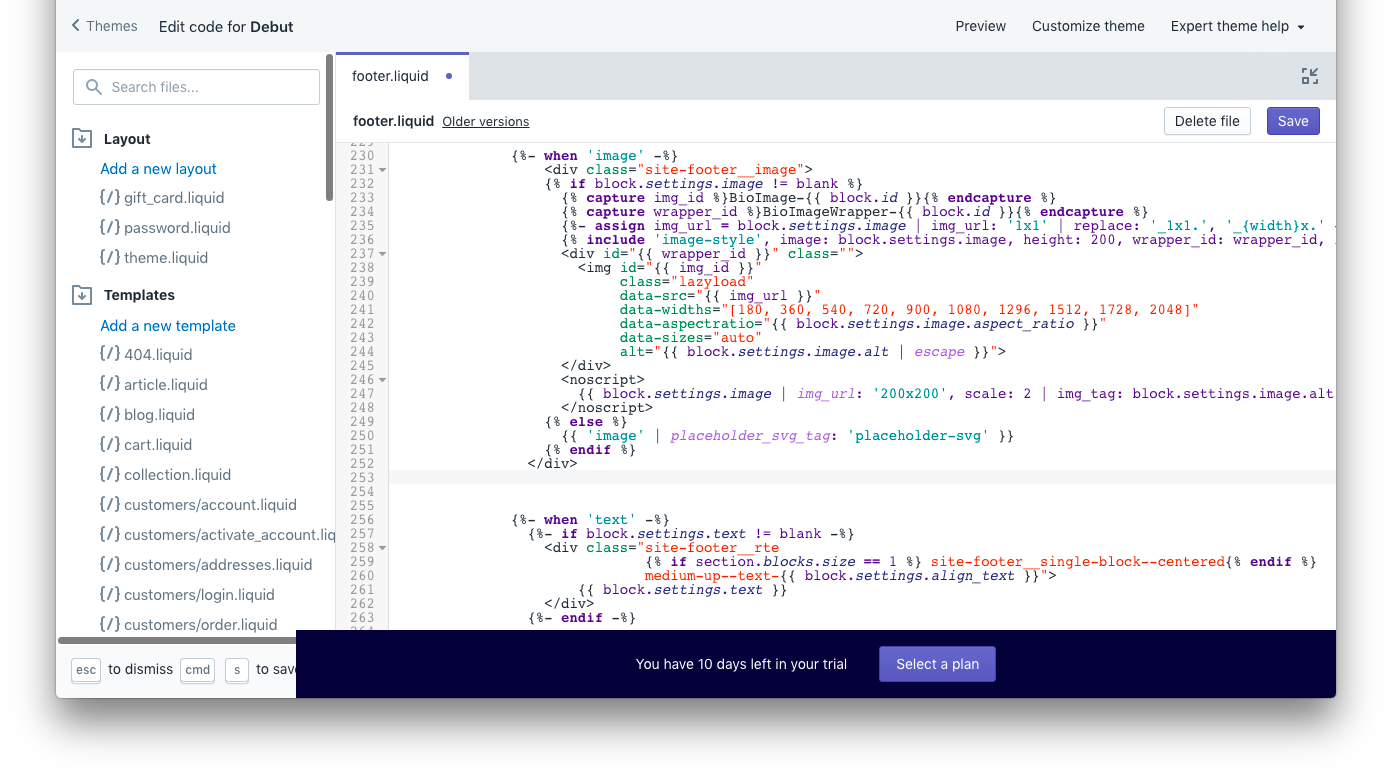 Themes
Edit code for Debut
Preview
Customize theme
Expert theme help
Search files...
Layout
Add a new layout
{/} gift_card.liquid
{/} password.liquid
{/} theme.liquid
Templates
Add a new template
{/} 404.liquid
{/} article.liquid
{/} blog.liquid
{/} cart.liquid
{/} collection.liquid
{/} customers/account.liquid
{/} customers/activate_account.liq
{/} customers/addresses.liquid
{/} customers/login.liquid
{/} customers/order.liquid
esc to dismiss cmd s to save
footer.liquid
footer.liquid Older versions
Delete file
Save
229
230 {%- when 'image' -%}
231 <div class="site-footer__image">
232 {% if block.settings.image != blank %}
233 {% capture img_id %}BioImage-{{ block.id }}{% endcapture %}
234 {% capture wrapper_id %}BioImageWrapper-{{ block.id }}{% endcapture %}
235 {%- assign img_url = block.settings.image | img_url: '1x1' | replace: '_1x1.', '_{width}x.'
236 {% include 'image-style', image: block.settings.image, height: 200, wrapper_id: wrapper_id,
237 <div id="{{ wrapper_id }}" class="">
238 <img id="{{ img_id }}"
239 class="lazyload"
240 data-src="{{ img_url }}"
241 data-widths="[180, 360, 540, 720, 900, 1080, 1296, 1512, 1728, 2048]"
242 data-aspectratio="{{ block.settings.image.aspect_ratio }}"
243 data-sizes="auto"
244 alt="{{ block.settings.image.alt | escape }}">
245 </div>
246 <noscript>
247 {{ block.settings.image | img_url: '200x200', scale: 2 | img_tag: block.settings.image.alt
248 </noscript>
249 {% else %}
250 {{ 'image' | placeholder_svg_tag: 'placeholder-svg' }}
251 {% endif %}
252 </div>
253
254
255
256 {%- when 'text' -%}
257 {%- if block.settings.text != blank -%}
258 <div class="site-footer__rte
259 {% if section.blocks.size == 1 %} site-footer__single-block--centered{% endif %}
260 medium-up--text-{{ block.settings.align_text }}">
261 {{ block.settings.text }}
262 </div>
263 {%- endif -%}
You have 10 days left in your trial
Select a plan